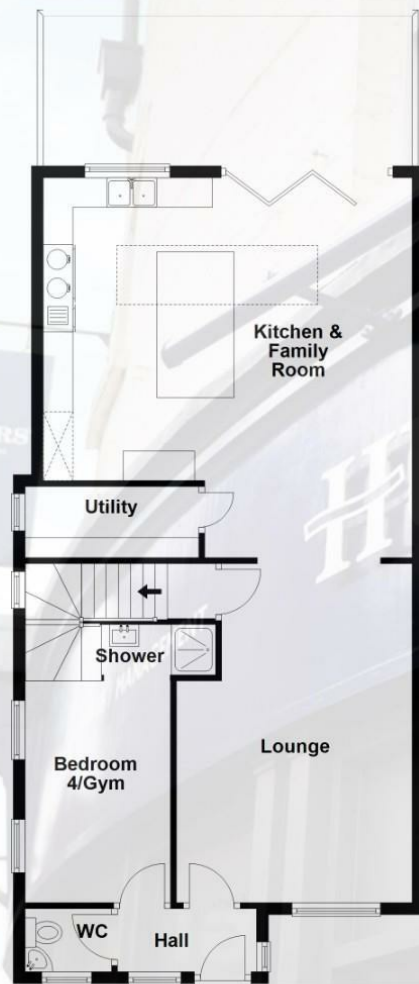 Kitchen &
Family
Room
Utility
Shower
Lounge
Bedroom
4/Gym
WC
Hall